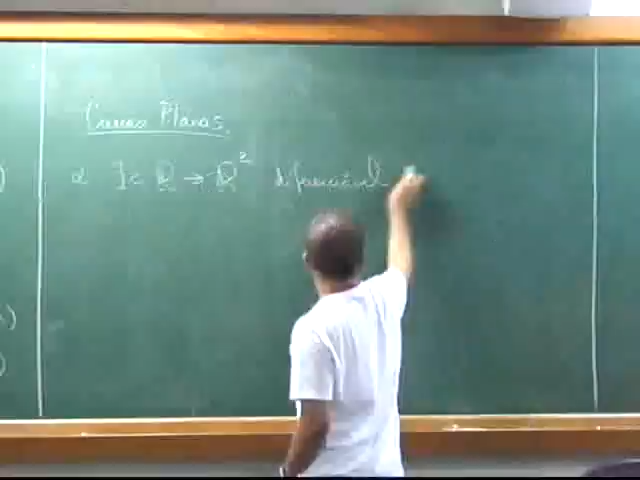 Curvas Planas.
α I ⊂ ℝ → ℝ² diferenciável